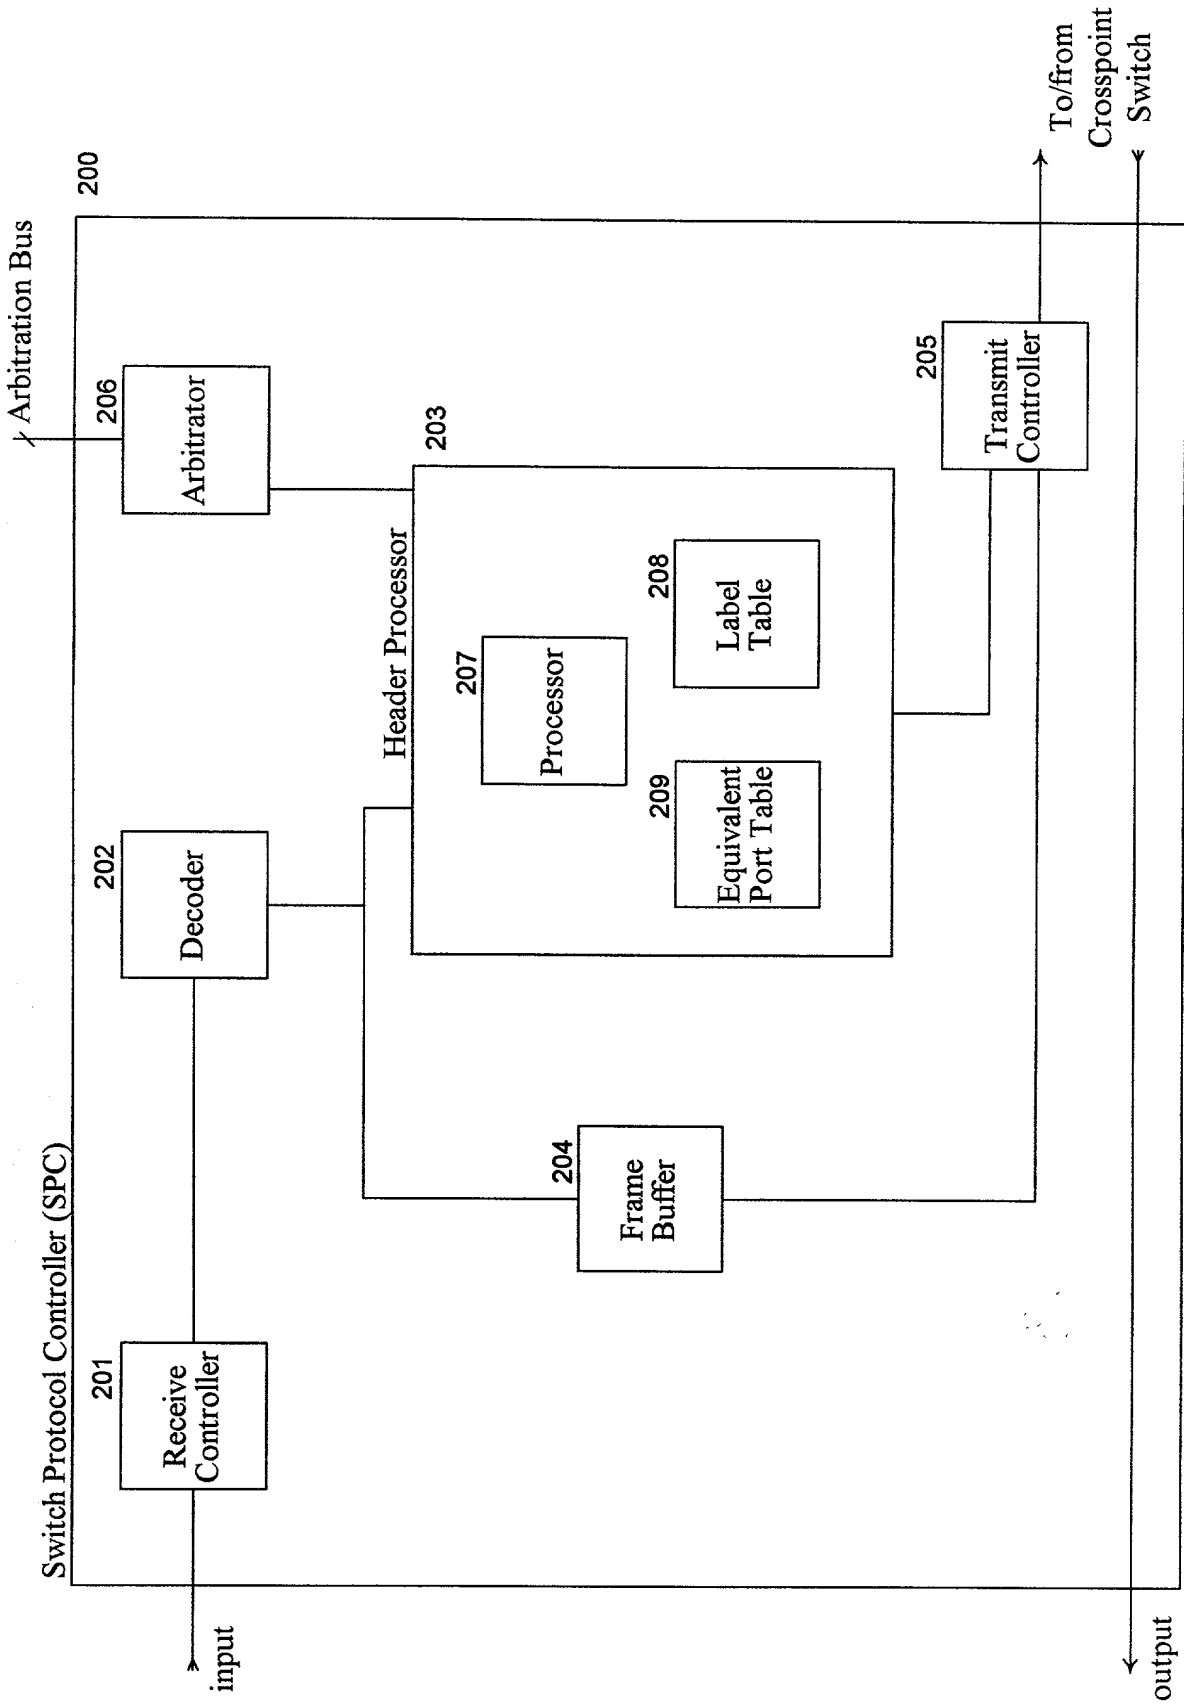 Switch Protocol Controller (SPC)
200
Arbitration Bus
input
201
Receive
Controller
202
Decoder
206
Arbitrator
Header Processor
203
207
Processor
209
Equivalent
Port Table
208
Label
Table
204
Frame
Buffer
205
Transmit
Controller
To/from
Crosspoint
Switch
output